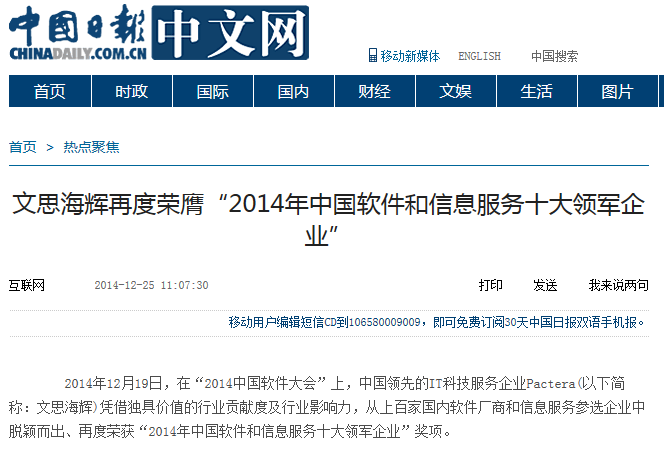 中国日报 中文网
CHINADAILY.COM.CN
移动新媒体 ENGLISH 中国搜索
首页 时政 国际 国内 财经 文娱 生活 图片
首页 > 热点聚焦
文思海辉再度荣膺“2014年中国软件和信息服务十大领军企
业”
互联网 2014-12-25 11:07:30 打印 发送 我来说两句
移动用户编辑短信CD到106580009009，即可免费订阅30天中国日报双语手机报。
2014年12月19日，在“2014中国软件大会”上，中国领先的IT科技服务企业Pactera(以下简
称：文思海辉)凭借独具价值的行业贡献度及行业影响力，从上百家国内软件厂商和信息服务参选企业中
脱颖而出、再度荣获“2014年中国软件和信息服务十大领军企业”奖项。